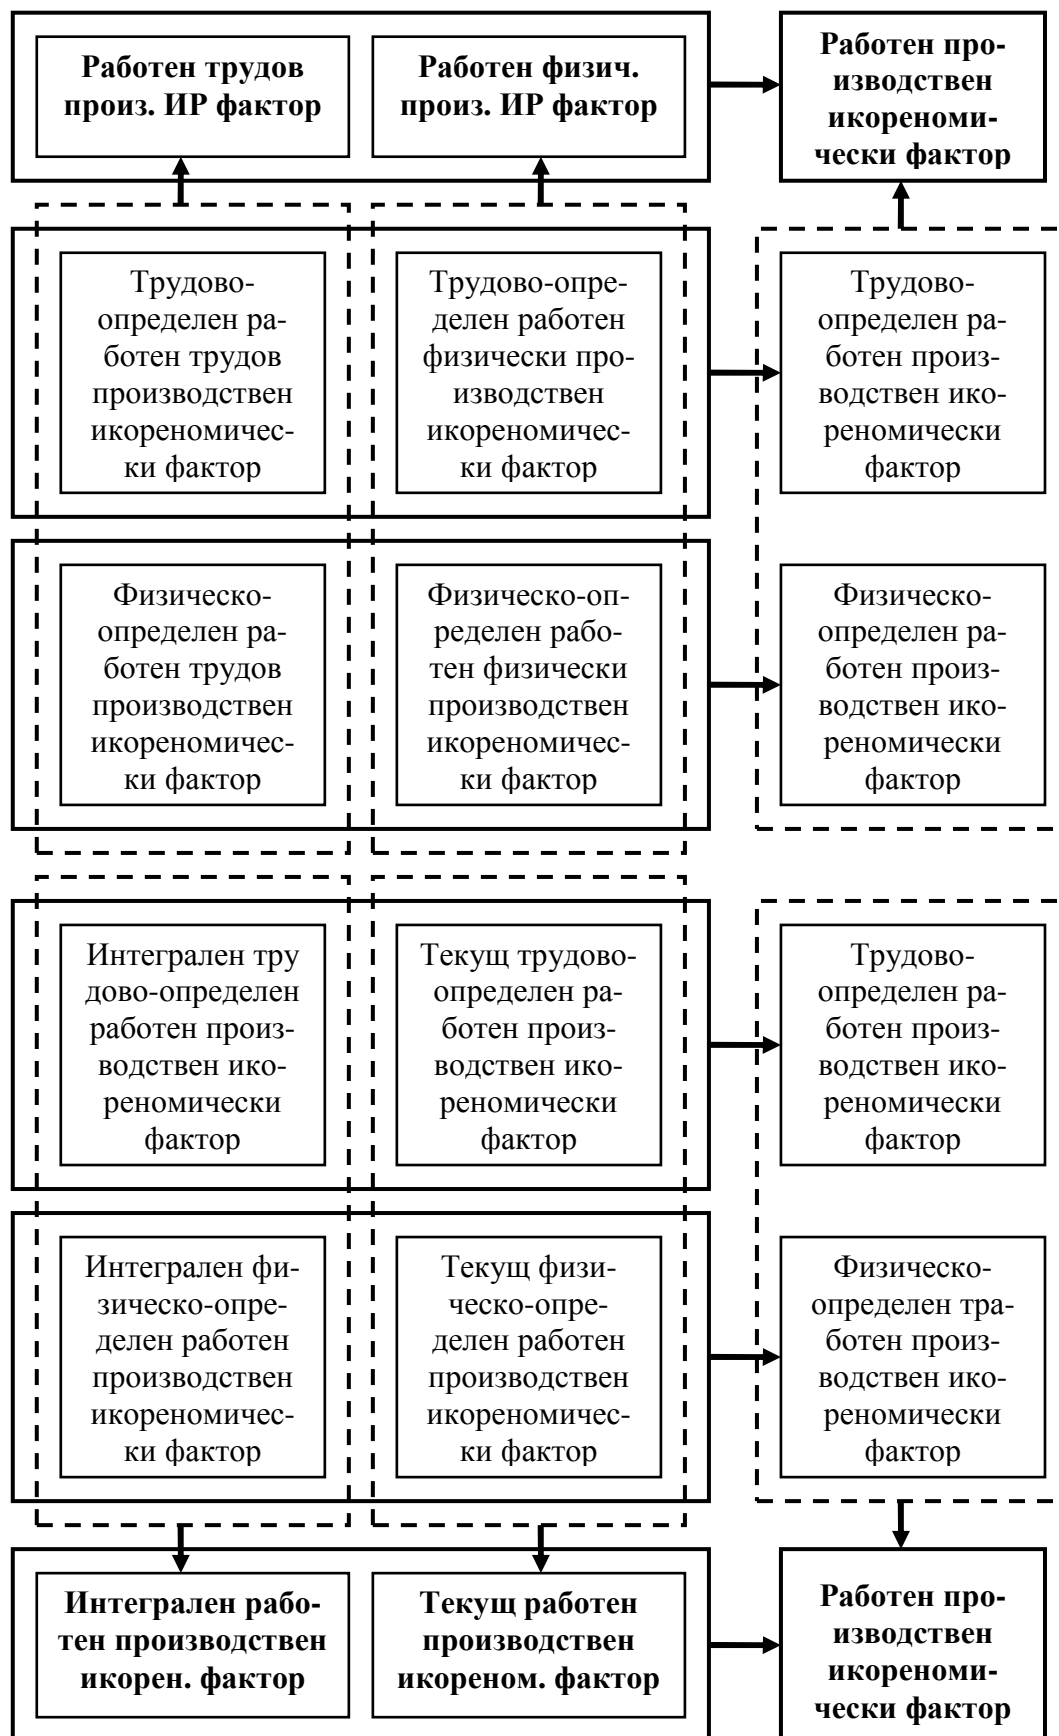 Работен трудов
произ. ИР фактор
Работен физич.
произ. ИР фактор
Работен про-
изводствен
икореноми-
чески фактор
Трудово-
определен ра-
ботен трудов
производствен
икореномичес-
ки фактор
Трудово-опре-
делен работен
физически про-
изводствен
икореномичес-
ки фактор
Трудово-
определен ра-
ботен произ-
водствен ико-
реномически
фактор
Физическо-
определен ра-
ботен трудов
производствен
икореномичес-
ки фактор
Физическо-оп-
ределен рабо-
тен физически
производствен
икореномичес-
ки фактор
Физическо-
определен ра-
ботен произ-
водствен ико-
реномически
фактор
Интегрален тру
дово-определен
работен произ-
водствен ико-
реномически
фактор
Текущ трудово-
определен ра-
ботен произ-
водствен ико-
реномически
фактор
Трудово-
определен ра-
ботен произ-
водствен ико-
реномически
фактор
Интегрален фи-
зическо-опре-
делен работен
производствен
икореномичес-
ки фактор
Текущ физи-
ческо-опре-
делен работен
производствен
икореномичес-
ки фактор
Физическо-
определен тра-
ботен произ-
водствен ико-
реномически
фактор
Интегрален рабо-
тен производствен
икорен. фактор
Текущ работен
производствен
икореном. фактор
Работен про-
изводствен
икореноми-
чески фактор